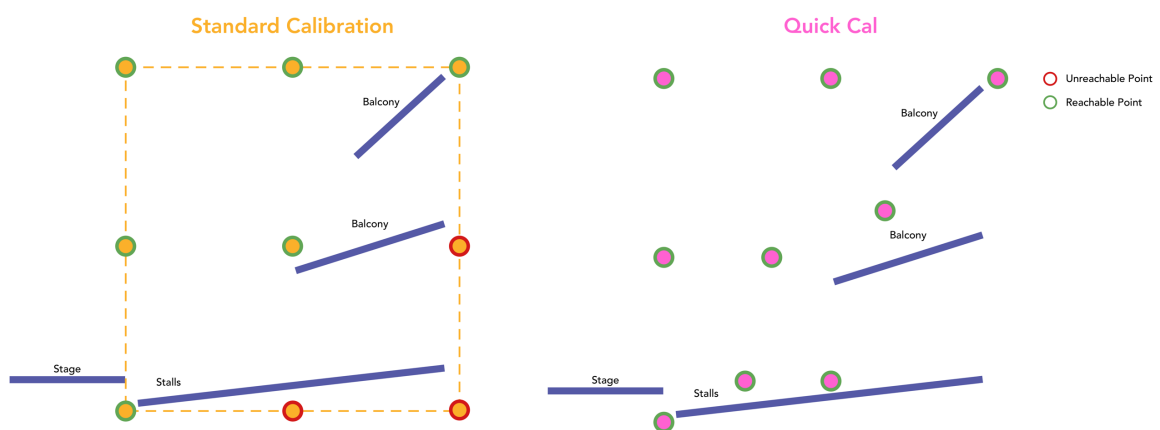 Standard Calibration
Quick Cal
Unreachable Point
Reachable Point
Balcony
Balcony
Stage
Stalls
Balcony
Balcony
Stage
Stalls